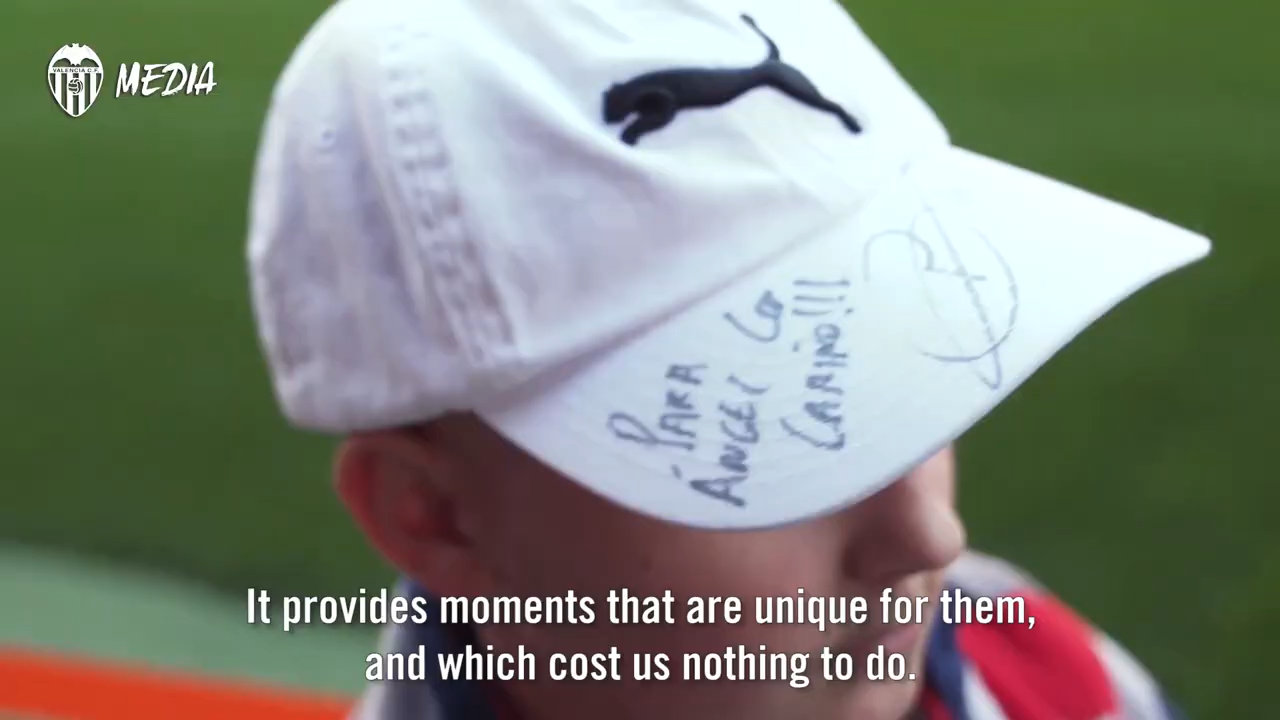 VALENCIA C.F
MEDIA
PARA
ÁNGEL CON
CARIÑO!!!
It provides moments that are unique for them,
and which cost us nothing to do.